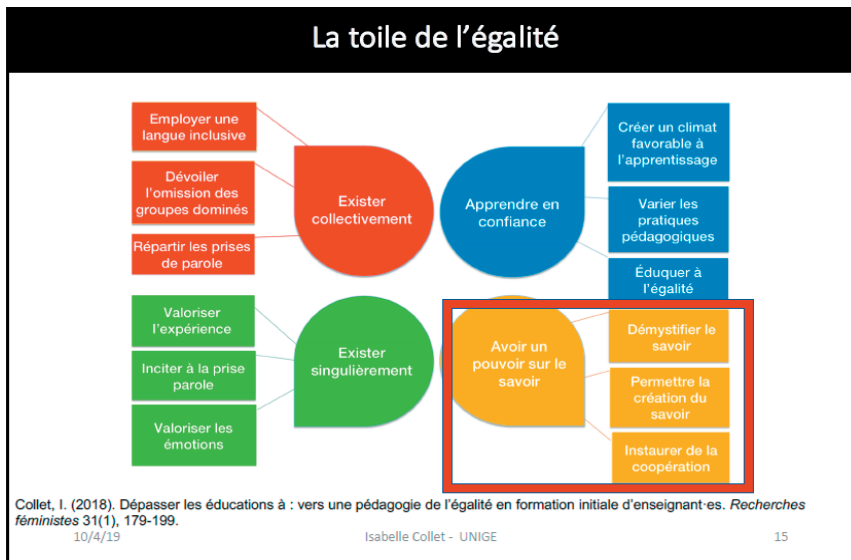 La toile de l'égalité
Employer une
langue inclusive
Dévoiler
l'omission des
groupes dominés
Répartir les prises
de parole
Exister
collectivement
Apprendre en
confiance
Créer un climat
favorable à
l'apprentissage
Varier les
pratiques
pédagogiques
Éduquer à
l'égalité
Valoriser
l'expérience
Inciter à la prise
parole
Valoriser les
émotions
Exister
singulièrement
Avoir un
pouvoir sur le
savoir
Démystifier le
savoir
Permettre la
création du
savoir
Instaurer de la
coopération
Collet, I. (2018). Dépasser les éducations à : vers une pédagogie de l'égalité en formation initiale d'enseignant·es. Recherches
féministes 31(1), 179-199.
10/4/19
Isabelle Collet - UNIGE
15